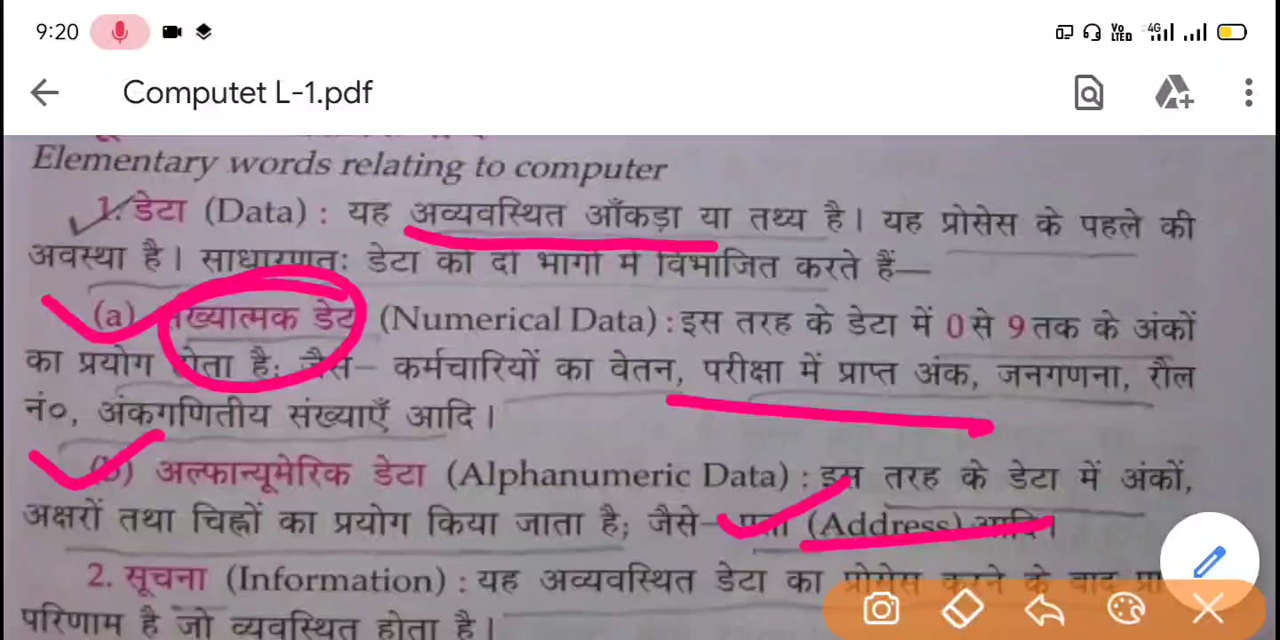 9:20
Vo LTED 4G
Computet L-1.pdf
Elementary words relating to computer
1. डेटा (Data) : यह अव्यवस्थित आँकड़ा या तथ्य है। यह प्रोसेस के पहले की
अवस्था है। साधारणतः डेटा को दो भागों में विभाजित करते हैं—
(a) संख्यात्मक डेटा (Numerical Data) : इस तरह के डेटा में 0 से 9 तक के अंकों
का प्रयोग होता है; जैसे– कर्मचारियों का वेतन, परीक्षा में प्राप्त अंक, जनगणना, रौल
नं०, अंकगणितीय संख्याएँ आदि।
(b) अल्फान्यूमेरिक डेटा (Alphanumeric Data) : इस तरह के डेटा में अंकों,
अक्षरों तथा चिह्नों का प्रयोग किया जाता है; जैसे– पता (Address) आदि।
2. सूचना (Information) : यह अव्यवस्थित डेटा का प्रोसेस करने के बाद
परिणाम है जो व्यवस्थित होता है।